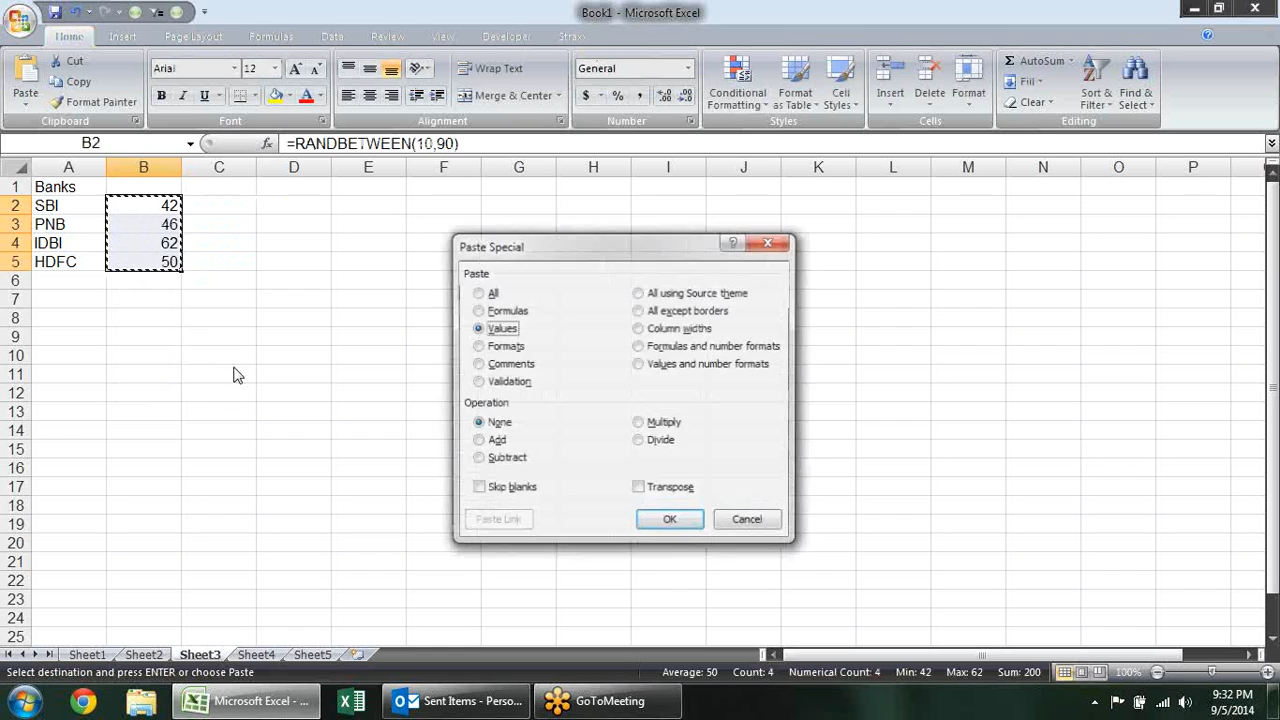 Book1 - Microsoft Excel
Home Insert Page Layout Formulas Data Review View Developer
Paste Cut Arial 12 Wrap Text General Conditional Formatting Format as Table Cell Styles Insert Delete Format AutoSum Sort & Filter Find & Select
Copy Fill
Format Painter B I U A Merge & Center $ % , Clear
Clipboard Font Alignment Number Styles Cells Editing
B2 fx =RANDBETWEEN(10,90)
A B C D E F G H I J K L M N O P
1 Banks
2 SBI 42
3 PNB 46
4 IDBI 62
5 HDFC 50
6
7
8
9
10
11
12
13
14
15
16
17
18
19
20
21
22
23
24
25
Paste Special
Paste
All All using Source theme
Formulas All except borders
Values Column widths
Formats Formulas and number formats
Comments Values and number formats
Validation
Operation
None Multiply
Add Divide
Subtract
Skip blanks Transpose
Paste Link OK Cancel
Sheet1 Sheet2 Sheet3 Sheet4 Sheet5
Select destination and press ENTER or choose Paste Average: 50 Count: 4 Numerical Count: 4 Min: 42 Max: 62 Sum: 200 100%
Microsoft Excel - ... Sent Items - Perso... GoToMeeting 9:32 PM
9/5/2014